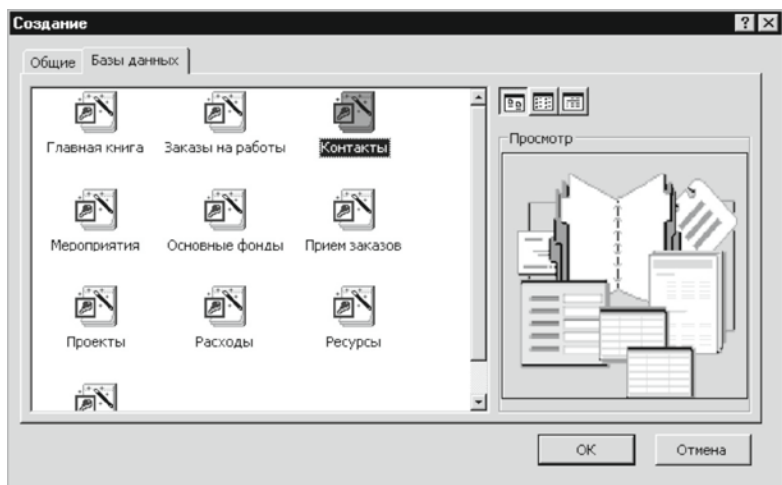 Создание
Общие Базы данных
Главная книга Заказы на работы Контакты
Просмотр
Мероприятия Основные фонды Прием заказов
Проекты Расходы Ресурсы
ОК Отмена